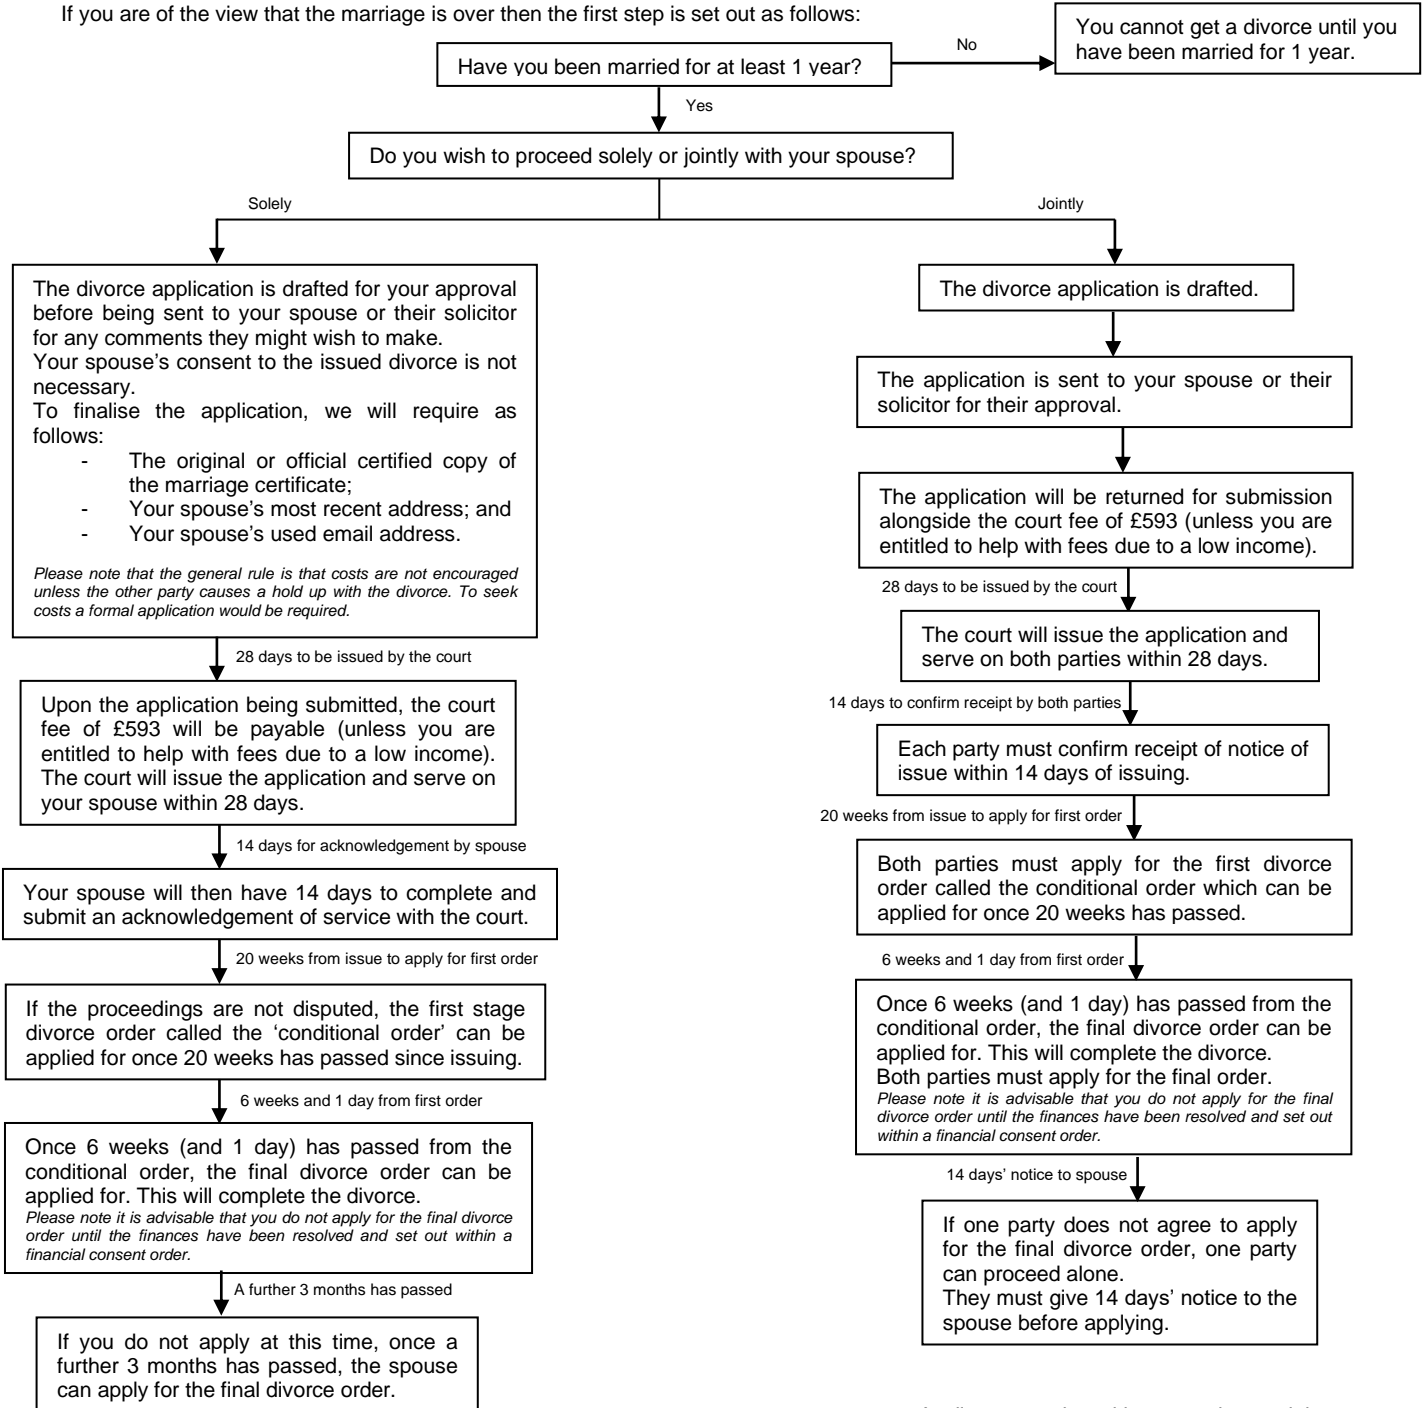 If you are of the view that the marriage is over then the first step is set out as follows:
Have you been married for at least 1 year?
No
You cannot get a divorce until you
have been married for 1 year.
Yes
Do you wish to proceed solely or jointly with your spouse?
Solely
The divorce application is drafted for your approval
before being sent to your spouse or their solicitor
for any comments they might wish to make.
Your spouse’s consent to the issued divorce is not
necessary.
To finalise the application, we will require as
follows:
- The original or official certified copy of
the marriage certificate;
- Your spouse’s most recent address; and
- Your spouse’s used email address.
Please note that the general rule is that costs are not encouraged
unless the other party causes a hold up with the divorce. To seek
costs a formal application would be required.
28 days to be issued by the court
Upon the application being submitted, the court
fee of £593 will be payable (unless you are
entitled to help with fees due to a low income).
The court will issue the application and serve on
your spouse within 28 days.
14 days for acknowledgement by spouse
Your spouse will then have 14 days to complete and
submit an acknowledgement of service with the court.
20 weeks from issue to apply for first order
If the proceedings are not disputed, the first stage
divorce order called the ‘conditional order’ can be
applied for once 20 weeks has passed since issuing.
6 weeks and 1 day from first order
Once 6 weeks (and 1 day) has passed from the
conditional order, the final divorce order can be
applied for. This will complete the divorce.
Please note it is advisable that you do not apply for the final divorce
order until the finances have been resolved and set out within a
financial consent order.
A further 3 months has passed
If you do not apply at this time, once a
further 3 months has passed, the spouse
can apply for the final divorce order.
Jointly
The divorce application is drafted.
The application is sent to your spouse or their
solicitor for their approval.
The application will be returned for submission
alongside the court fee of £593 (unless you are
entitled to help with fees due to a low income).
28 days to be issued by the court
The court will issue the application and
serve on both parties within 28 days.
14 days to confirm receipt by both parties
Each party must confirm receipt of notice of
issue within 14 days of issuing.
20 weeks from issue to apply for first order
Both parties must apply for the first divorce
order called the conditional order which can be
applied for once 20 weeks has passed.
6 weeks and 1 day from first order
Once 6 weeks (and 1 day) has passed from the
conditional order, the final divorce order can be
applied for. This will complete the divorce.
Both parties must apply for the final order.
Please note it is advisable that you do not apply for the final
divorce order until the finances have been resolved and set out
within a financial consent order.
14 days’ notice to spouse
If one party does not agree to apply
for the final divorce order, one party
can proceed alone.
They must give 14 days’ notice to the
spouse before applying.